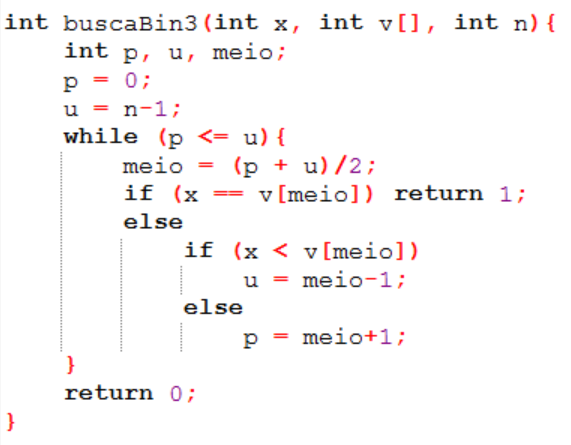 int buscaBin3(int x, int v[], int n){
    int p, u, meio;
    p = 0;
    u = n-1;
    while (p <= u){
        meio = (p + u)/2;
        if (x == v[meio]) return 1;
        else
            if (x < v[meio])
                u = meio-1;
            else
                p = meio+1;
    }
    return 0;
}